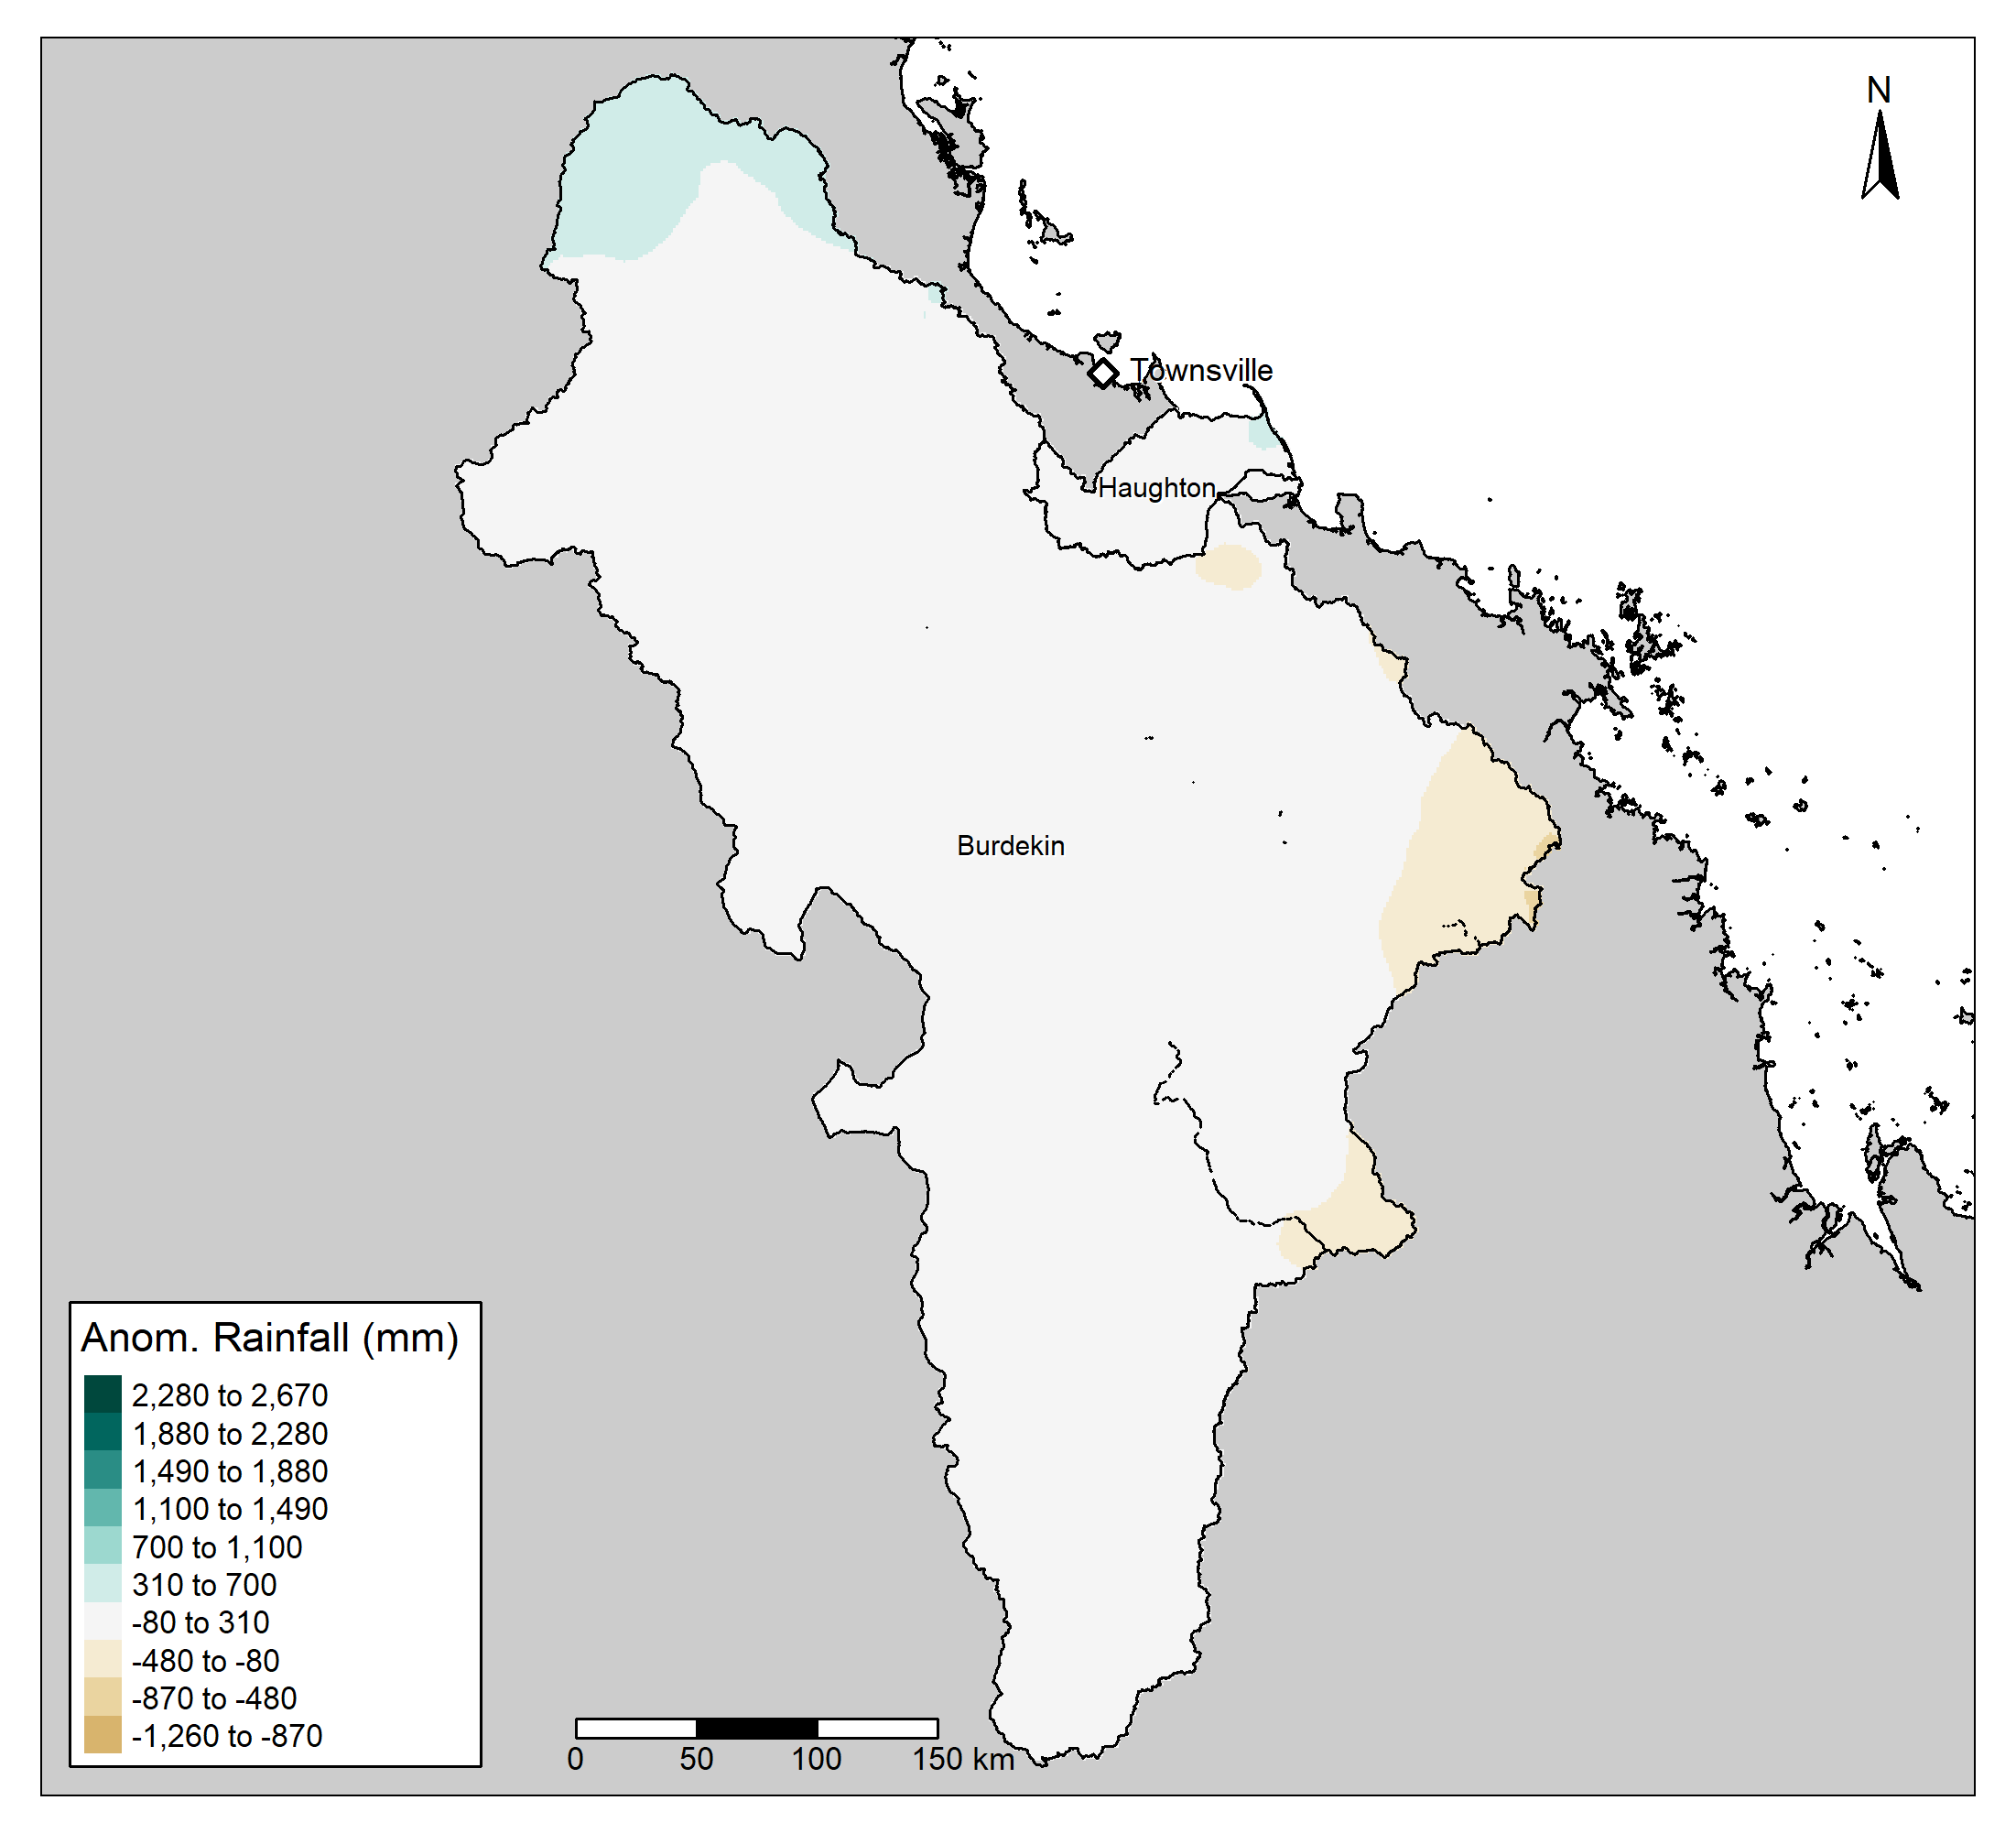 N
Townsville
Haughton
Burdekin
Anom. Rainfall (mm)
2,280 to 2,670
1,880 to 2,280
1,490 to 1,880
1,100 to 1,490
700 to 1,100
310 to 700
-80 to 310
-480 to -80
-870 to -480
-1,260 to -870
0 50 100 150 km